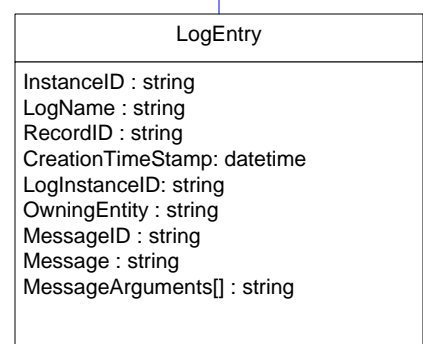 LogEntry
InstanceID : string
LogName : string
RecordID : string
CreationTimeStamp: datetime
LogInstanceID: string
OwningEntity : string
MessageID : string
Message : string
MessageArguments[] : string